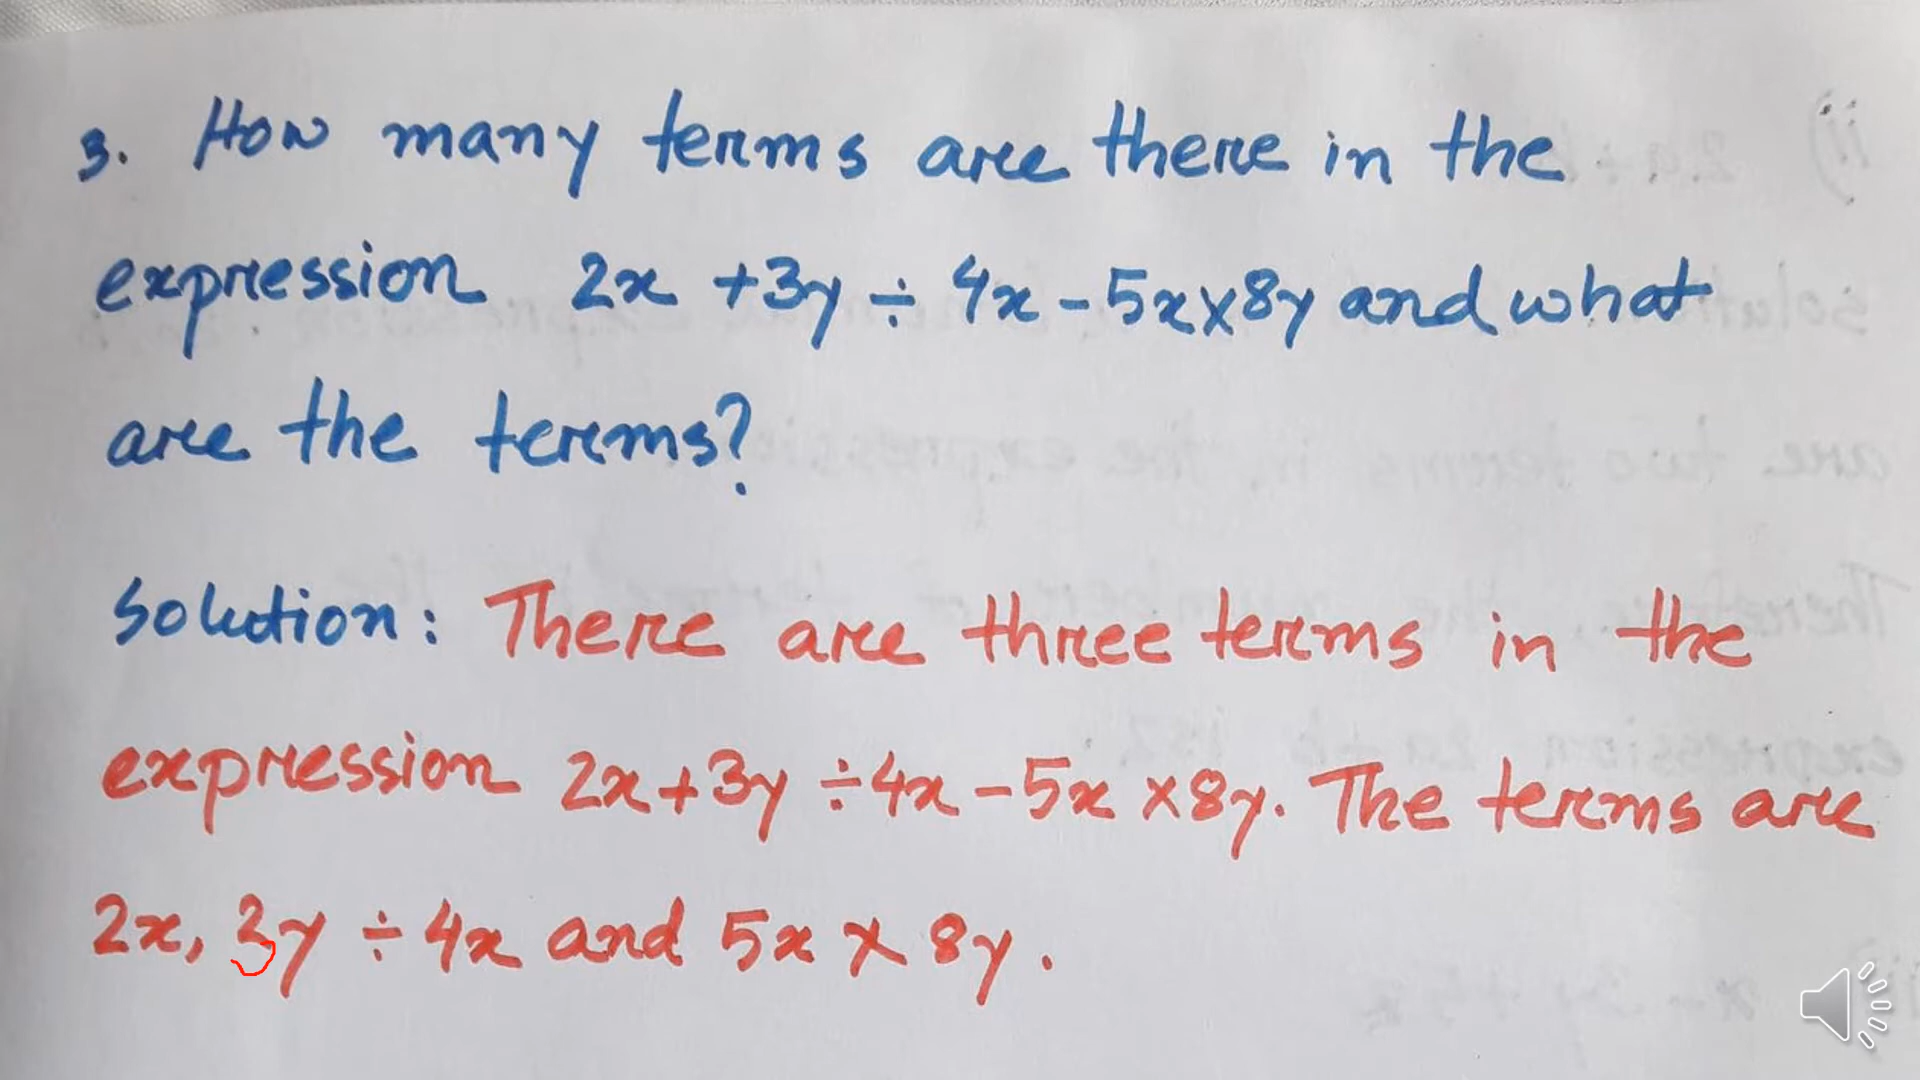 3. How many terms are there in the
expression 2x + 3y ÷ 4x - 5x × 8y and what
are the terms?
Solution: There are three terms in the
expression 2x + 3y ÷ 4x - 5x × 8y. The terms are
2x, 3y ÷ 4x and 5x × 8y.